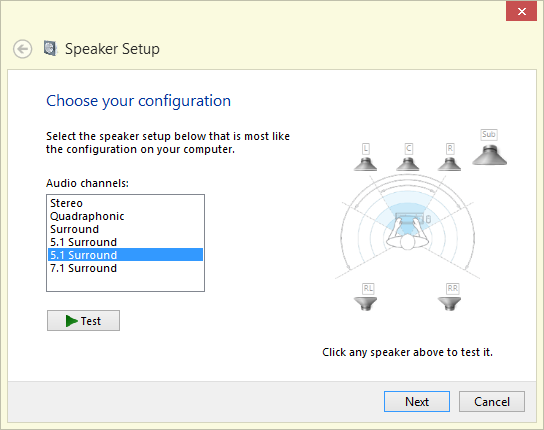 Speaker Setup
Choose your configuration
Select the speaker setup below that is most like
the configuration on your computer.
Audio channels:
Stereo
Quadraphonic
Surround
5.1 Surround
5.1 Surround
7.1 Surround
Test
L
C
R
Sub
RL
RR
Click any speaker above to test it.
Next
Cancel